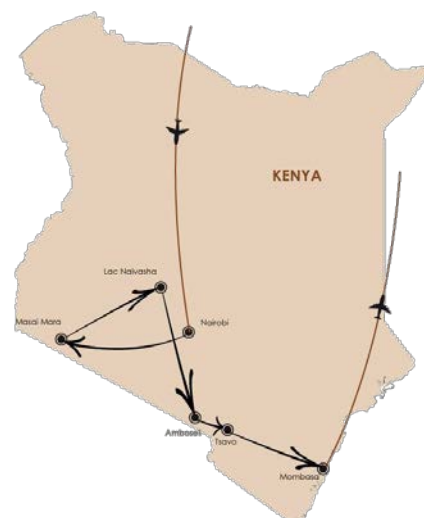 KENYA
Lac Naivasha
Masai Mara
Nairobi
Amboseli
Tsavo
Mombasa